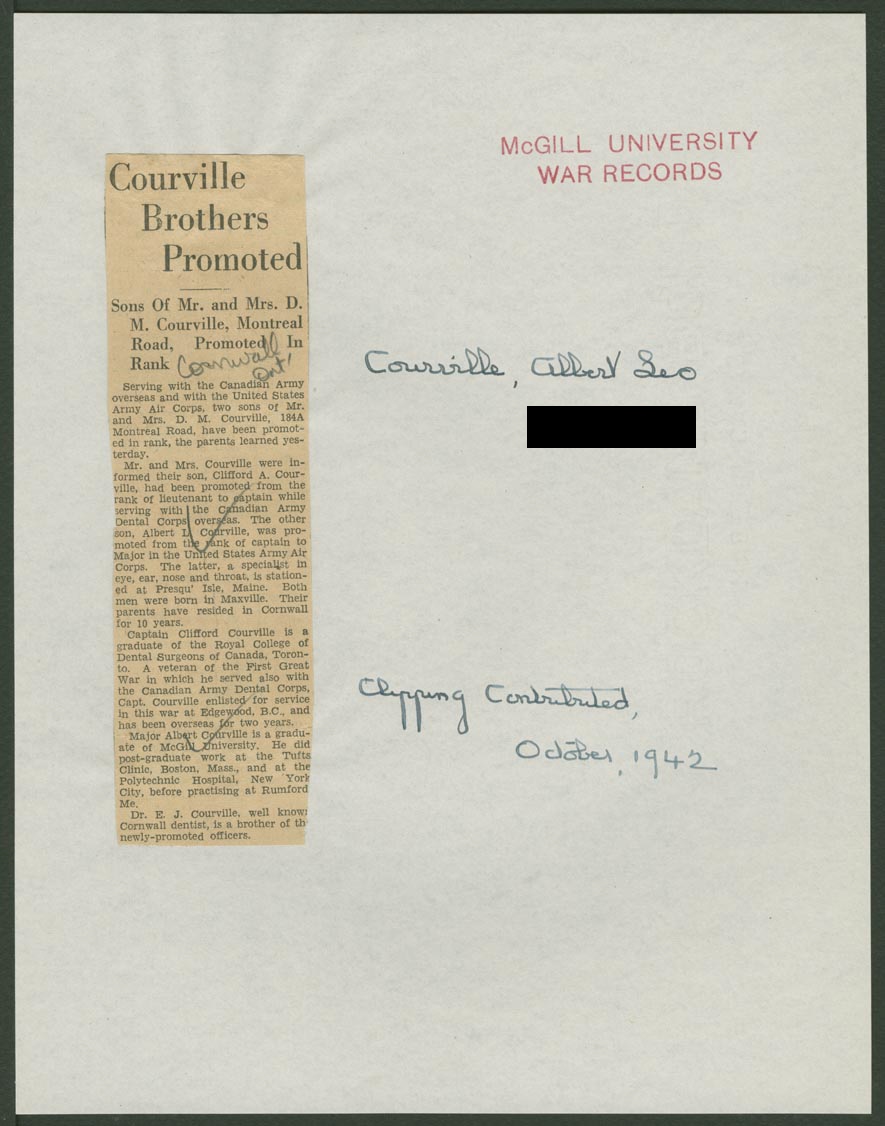 McGILL UNIVERSITY
WAR RECORDS
Courville
Brothers
Promoted
Sons Of Mr. and Mrs. D.
M. Courville, Montreal
Road, Promoted In
Rank Cornwall
Ont.
Serving with the Canadian Army
overseas and with the United States
Army Air Corps, two sons of Mr.
and Mrs. D. M. Courville, 184A
Montreal Road, have been promot-
ed in rank, the parents learned yes-
terday.
Mr. and Mrs. Courville were in-
formed their son, Clifford A. Cour-
ville, had been promoted from the
rank of lieutenant to captain while
serving with the Canadian Army
Dental Corps overseas. The other
son, Albert L. Courville, was pro-
moted from the rank of captain to
Major in the United States Army Air
Corps. The latter, a specialist in
eye, ear, nose and throat, is station-
ed at Presqu' Isle, Maine. Both
men were born in Maxville. Their
parents have resided in Cornwall
for 10 years.
Captain Clifford Courville is a
graduate of the Royal College of
Dental Surgeons of Canada, Toron-
to. A veteran of the First Great
War in which he served also with
the Canadian Army Dental Corps,
Capt. Courville enlisted for service
in this war at Edgewood, B.C., and
has been overseas for two years.
Major Albert Courville is a gradu-
ate of McGill University. He did
post-graduate work at the Tufts
Clinic, Boston, Mass., and at the
Polytechnic Hospital, New York
City, before practising at Rumford
Me.
Dr. E. J. Courville, well know
Cornwall dentist, is a brother of th
newly-promoted officers.
Courville, Albert Leo
Clipping Contributed,
October, 1942